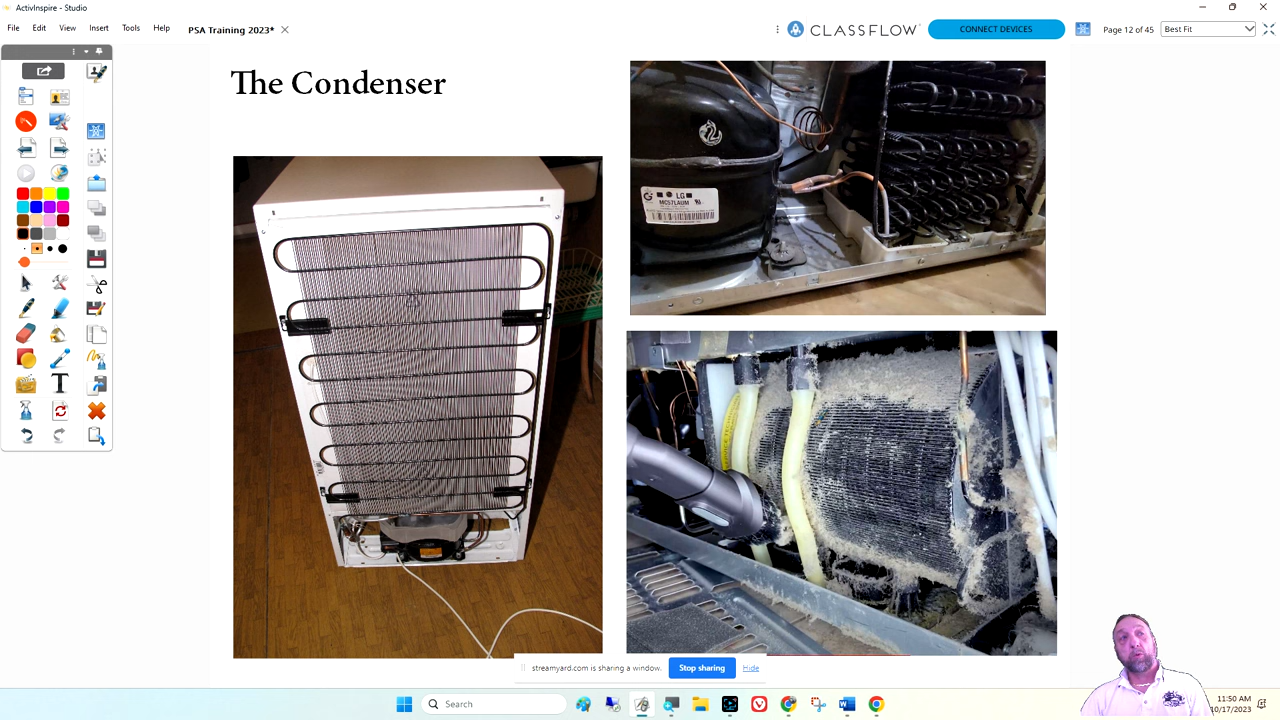 ActivInspire - Studio
File Edit View Insert Tools Help
PSA Training 2023*
CLASSFLOW
CONNECT DEVICES
Page 12 of 45
Best Fit
The Condenser
LG
streamyard.com is sharing a window.
Stop sharing
Hide
Search
11:50 AM
10/17/2023